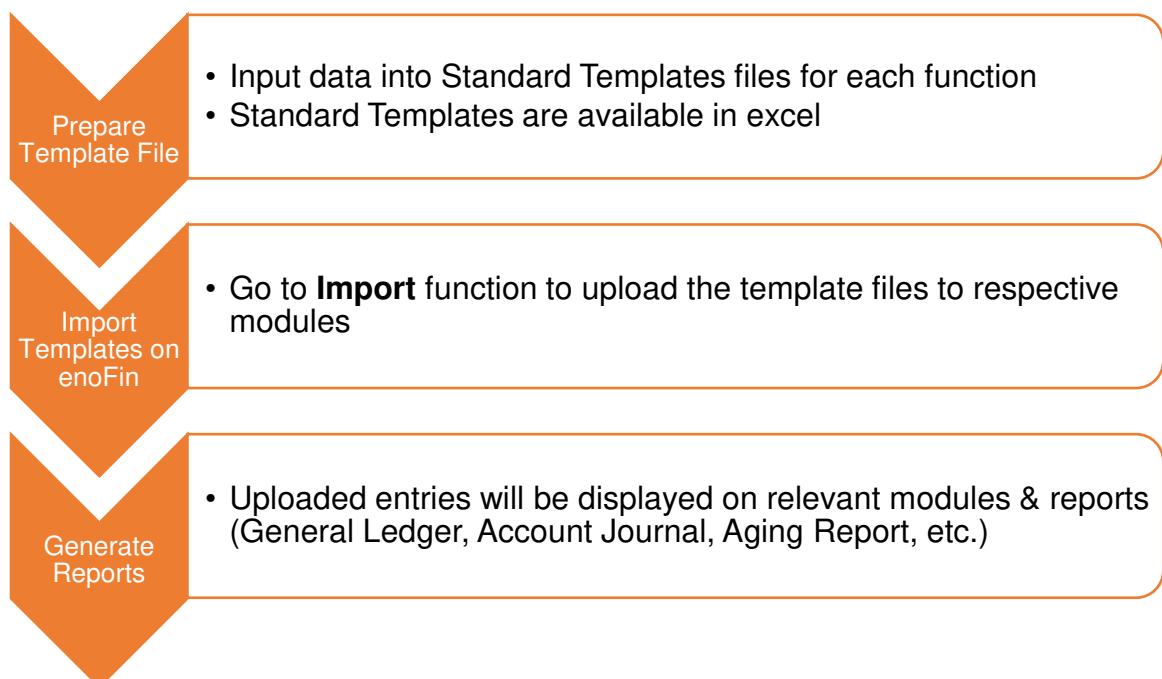 Prepare
Template File
• Input data into Standard Templates files for each function
• Standard Templates are available in excel
Import
Templates on
enoFin
• Go to Import function to upload the template files to respective
modules
Generate
Reports
• Uploaded entries will be displayed on relevant modules & reports
(General Ledger, Account Journal, Aging Report, etc.)